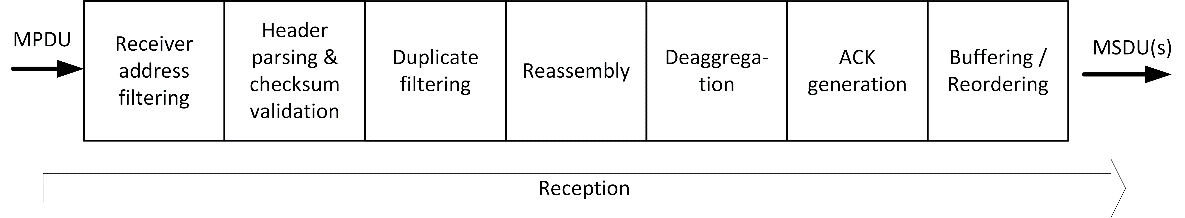 MPDU
Receiver
address
filtering
Header
parsing &
checksum
validation
Duplicate
filtering
Reassembly
Deaggrega-
tion
ACK
generation
Buffering /
Reordering
MSDU(s)
Reception